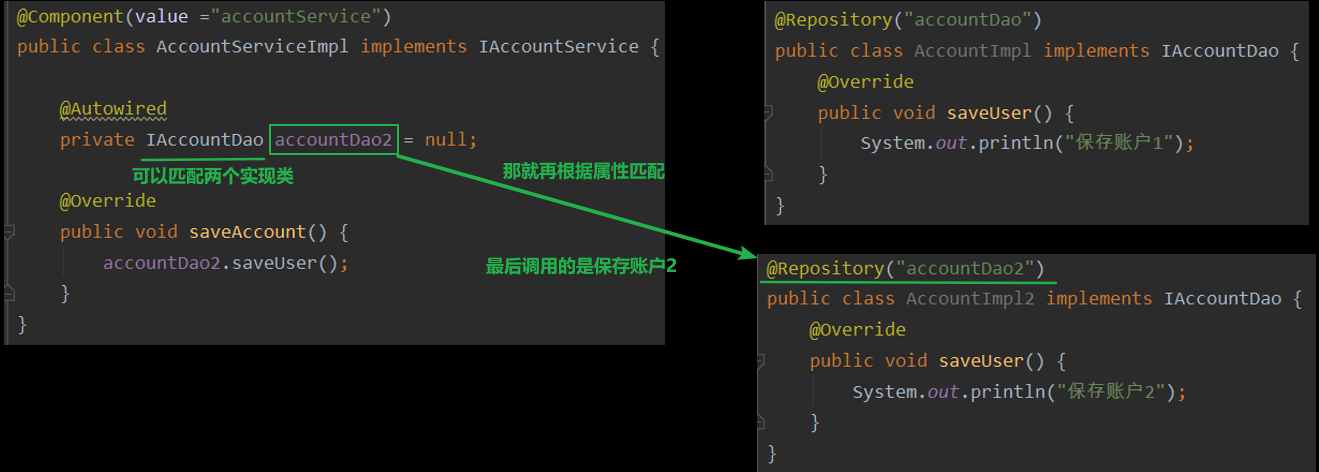 @Component(value ="accountService")
public class AccountServiceImpl implements IAccountService {
@Autowired
private IAccountDao accountDao2 = null;
可以匹配两个实现类
那就再根据属性匹配
@Override
public void saveAccount() {
accountDao2.saveUser();
最后调用的是保存账户2
}
}
@Repository("accountDao")
public class AccountImpl implements IAccountDao {
@Override
public void saveUser() {
System.out.println("保存账户1");
}
}
@Repository("accountDao2")
public class AccountImpl2 implements IAccountDao {
@Override
public void saveUser() {
System.out.println("保存账户2");
}
}